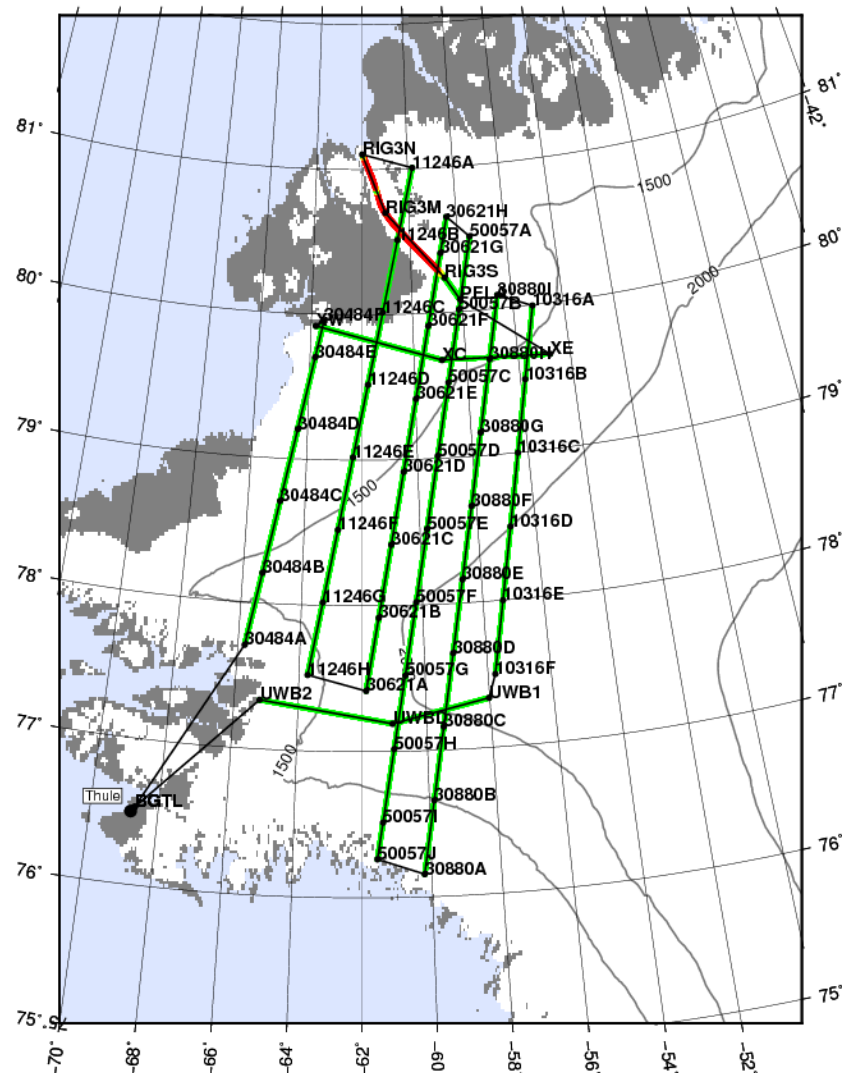 81°
-42°
81°
RIG3N
11246A
1500
RIG3M
30621H
11246B
50057A
30621G
80°
80°
RIG3S
2000
30880I
10316A
50057B
11246C
30484F
30621F
XW
XC
30880H
XE
30484E
11246D
50057C
10316B
30621E
79°
79°
30484D
30880G
11246E
50057D
10316C
30621D
1500
30484C
30880F
11246F
50057E
10316D
30621C
78°
78°
30484B
30880E
11246G
50057F
10316E
30621B
30484A
30880D
11246H
50057G
10316F
30621A
77°
77°
UWB2
UWB1
30880C
50057H
1500
Thule
BGTL
30880B
50057I
76°
76°
50057J
30880A
75°
75°
-70°
-68°
-66°
-64°
-62°
-60°
-58°
-56°
-54°
-52°